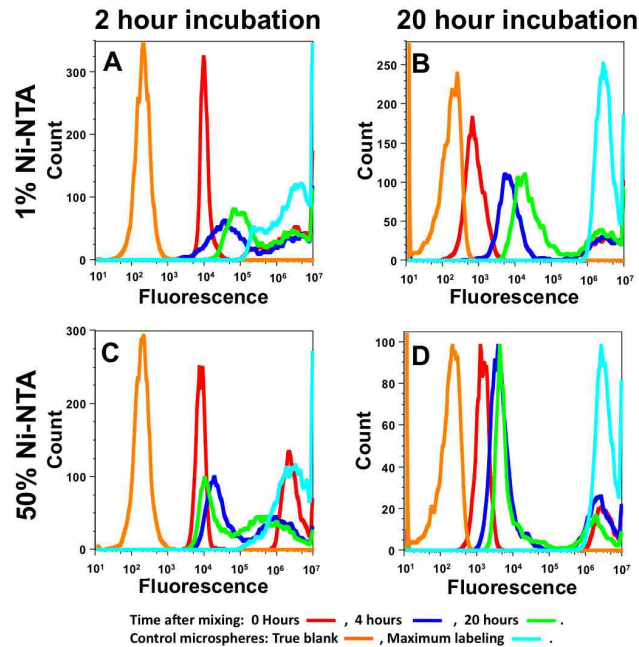 2 hour incubation 20 hour incubation
1% Ni-NTA
A
Count
300
200
100
0
10¹ 10² 10³ 10⁴ 10⁵ 10⁶ 10⁷
Fluorescence
B
Count
250
200
150
100
50
0
10¹ 10² 10³ 10⁴ 10⁵ 10⁶ 10⁷
Fluorescence
50% Ni-NTA
C
Count
300
200
100
0
10¹ 10² 10³ 10⁴ 10⁵ 10⁶ 10⁷
Fluorescence
D
Count
100
80
60
40
20
0
10¹ 10² 10³ 10⁴ 10⁵ 10⁶ 10⁷
Fluorescence
Time after mixing: 0 Hours , 4 hours , 20 hours .
Control microspheres: True blank , Maximum labeling .